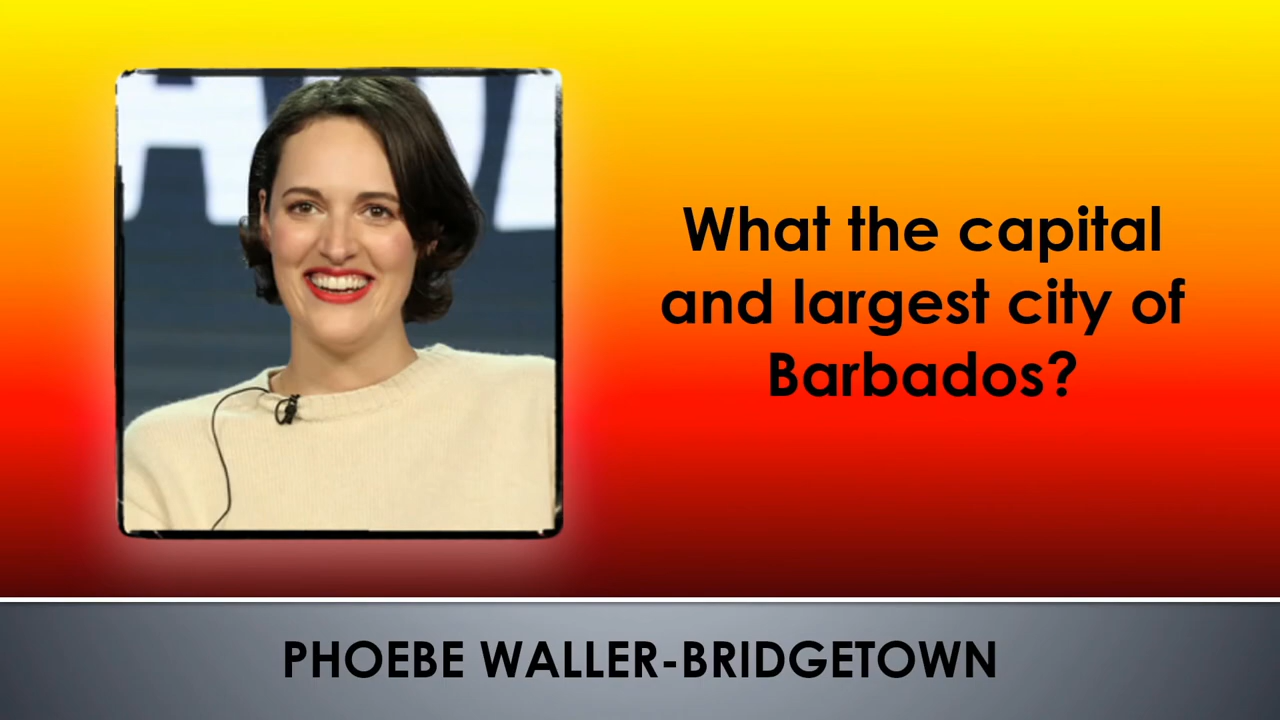 What the capital
and largest city of
Barbados?
PHOEBE WALLER-BRIDGETOWN